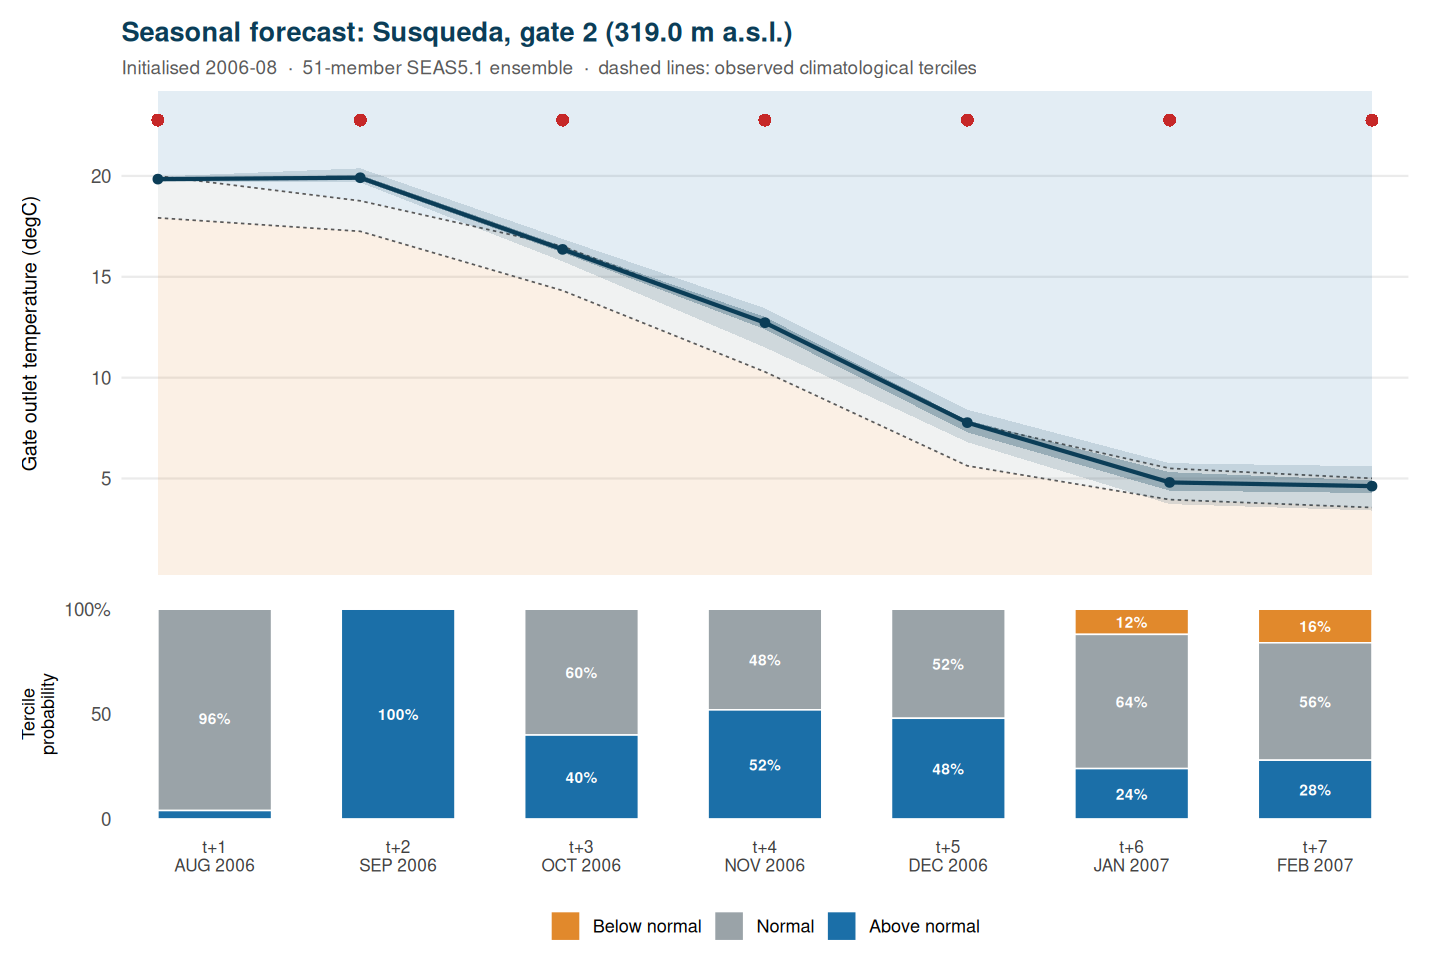 Seasonal forecast: Susqueda, gate 2 (319.0 m a.s.l.)
Initialised 2006-08 · 51-member SEAS5.1 ensemble · dashed lines: observed climatological terciles
Gate outlet temperature (degC)
20
15
10
5
Tercile
probability
100%
50
0
96%
100%
60%
40%
48%
52%
52%
48%
12%
64%
24%
16%
56%
28%
t+1
AUG 2006
t+2
SEP 2006
t+3
OCT 2006
t+4
NOV 2006
t+5
DEC 2006
t+6
JAN 2007
t+7
FEB 2007
Below normal
Normal
Above normal